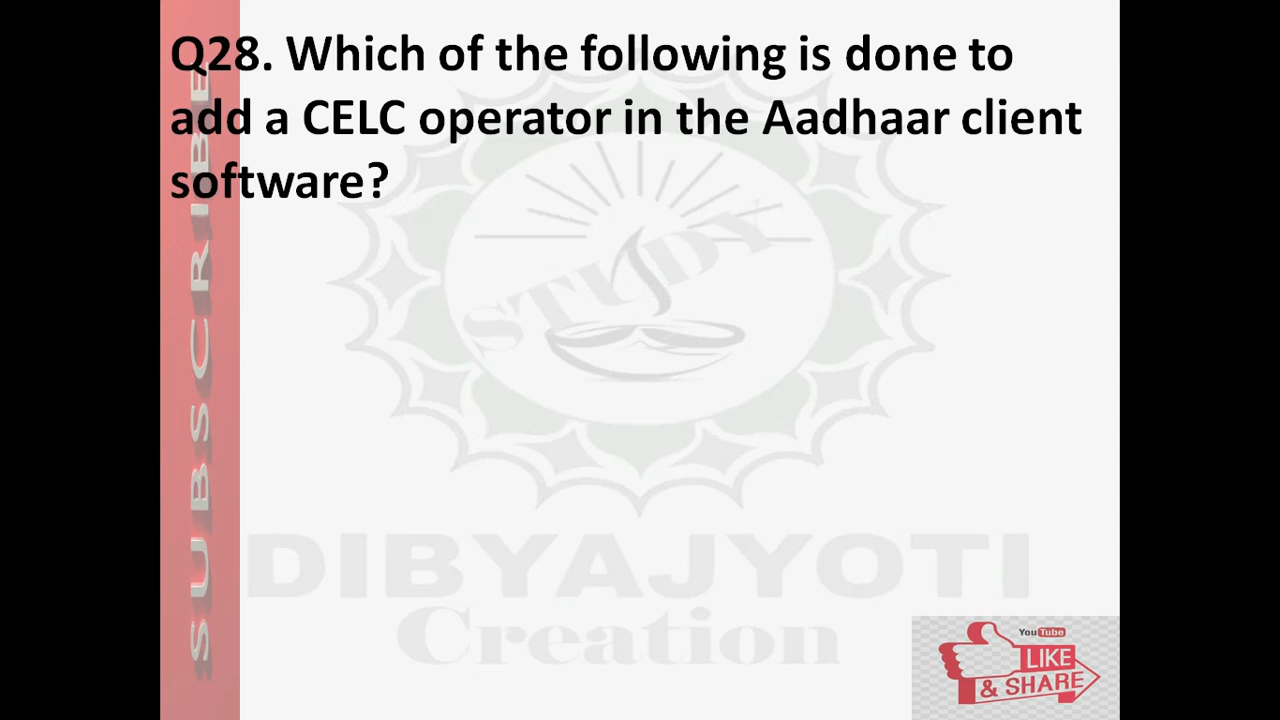 Q28. Which of the following is done to
add a CELC operator in the Aadhaar client
software?
SUBSCRIBE
STUDY
DIBYAJYOTI
Creation
YouTube
LIKE
& SHARE